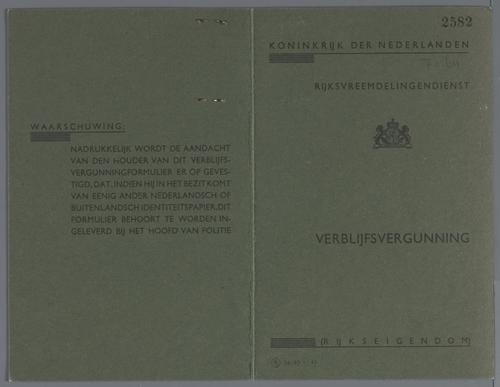 WAARSCHUWING:
NADRUKKELIJK WORDT DE AANDACHT
VAN DEN HOUDER VAN DIT VERBLIJFS-
VERGUNNINGFORMULIER ER OP GEVES-
TIGD, DAT, INDIEN HIJ IN HET BEZIT KOMT
VAN EENIG ANDER NEDERLANDSCH OF
BUITENLANDSCH IDENTITEITSPAPIER, DIT
FORMULIER BEHOORT TE WORDEN IN-
GELEVERD BIJ HET HOOFD VAN POLITIE
2582
KONINKRIJK DER NEDERLANDEN
RIJKSVREEMDELINGENDIENST
VERBLIJFSVERGUNNING
(RIJKSEIGENDOM)